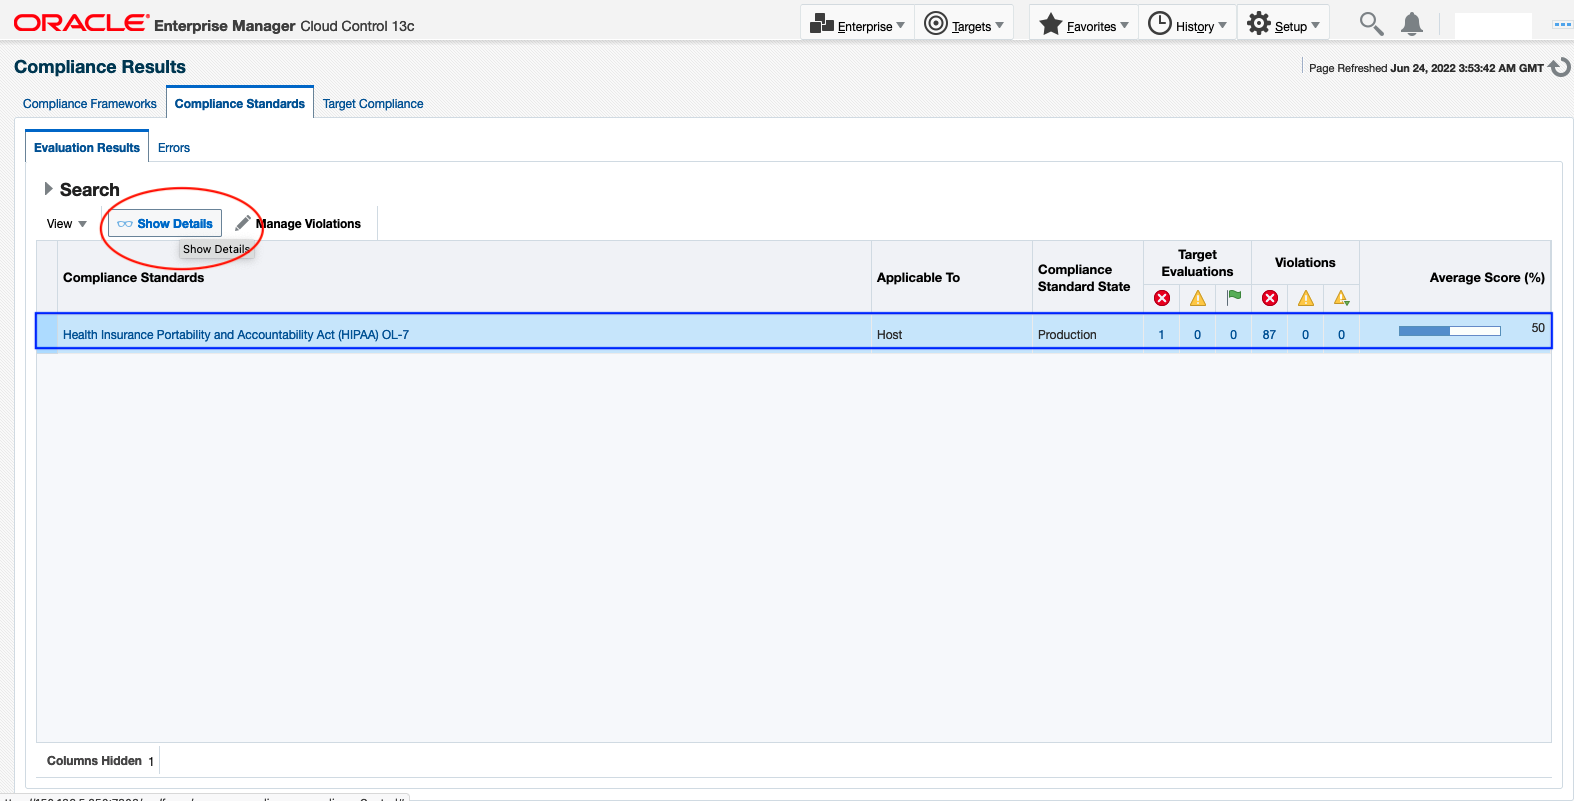 ORACLE Enterprise Manager Cloud Control 13c
Enterprise Targets Favorites History Setup
Compliance Results
Page Refreshed Jun 24, 2022 3:53:42 AM GMT
Compliance Frameworks Compliance Standards Target Compliance
Evaluation Results Errors
Search
View Show Details Manage Violations
Show Details
Compliance Standards Applicable To Compliance Standard State Target Evaluations Violations Average Score (%)
Health Insurance Portability and Accountability Act (HIPAA) OL-7 Host Production 1 0 0 87 0 0 50
Columns Hidden 1